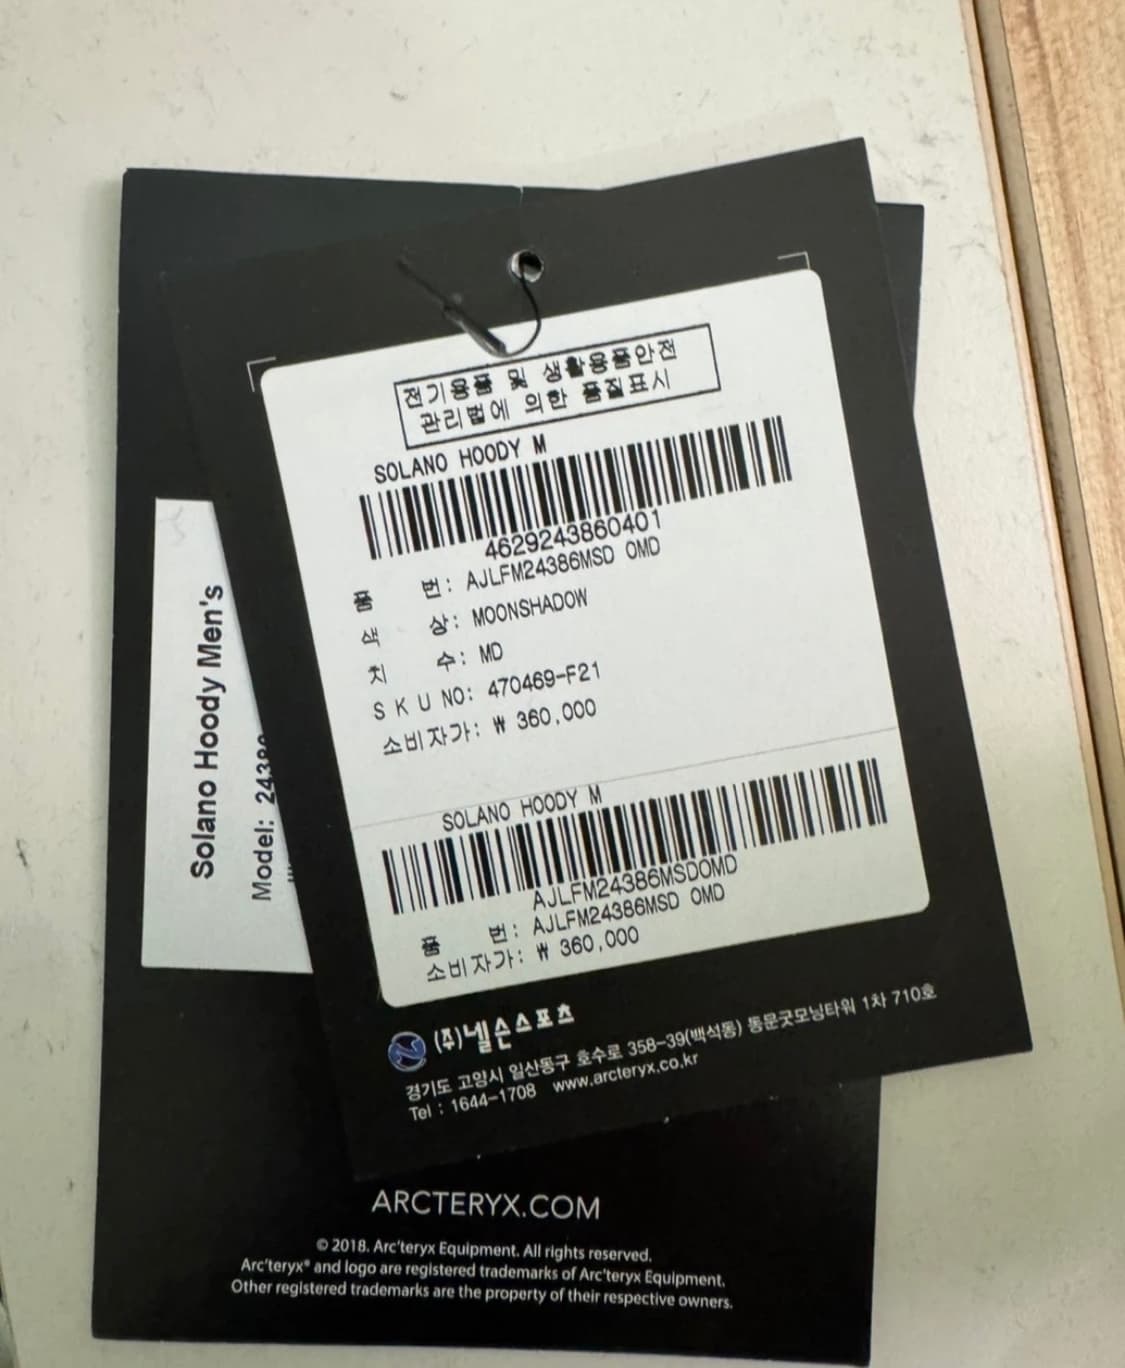 전기용품 및 생활용품안전
관리법에 의한 품질표시
SOLANO HOODY M
4629243860401
품 번: AJLFM24386MSD OMD
색 상: MOONSHADOW
치 수: MD
SKU NO: 470469-F21
소비자가: ₩ 360,000
SOLANO HOODY M
AJLFM24386MSDOMD
품 번: AJLFM24386MSD OMD
소비자가: ₩ 360,000
(주)넬슨스포츠
경기도 고양시 일산동구 호수로 358-39(백석동) 동문굿모닝타워 1차 710호
Tel : 1644-1708 www.arcteryx.co.kr
Solano Hoody Men's
Model:
ARCTERYX.COM
© 2018. Arc'teryx Equipment. All rights reserved.
Arc'teryx® and logo are registered trademarks of Arc'teryx Equipment.
Other registered trademarks are the property of their respective owners.